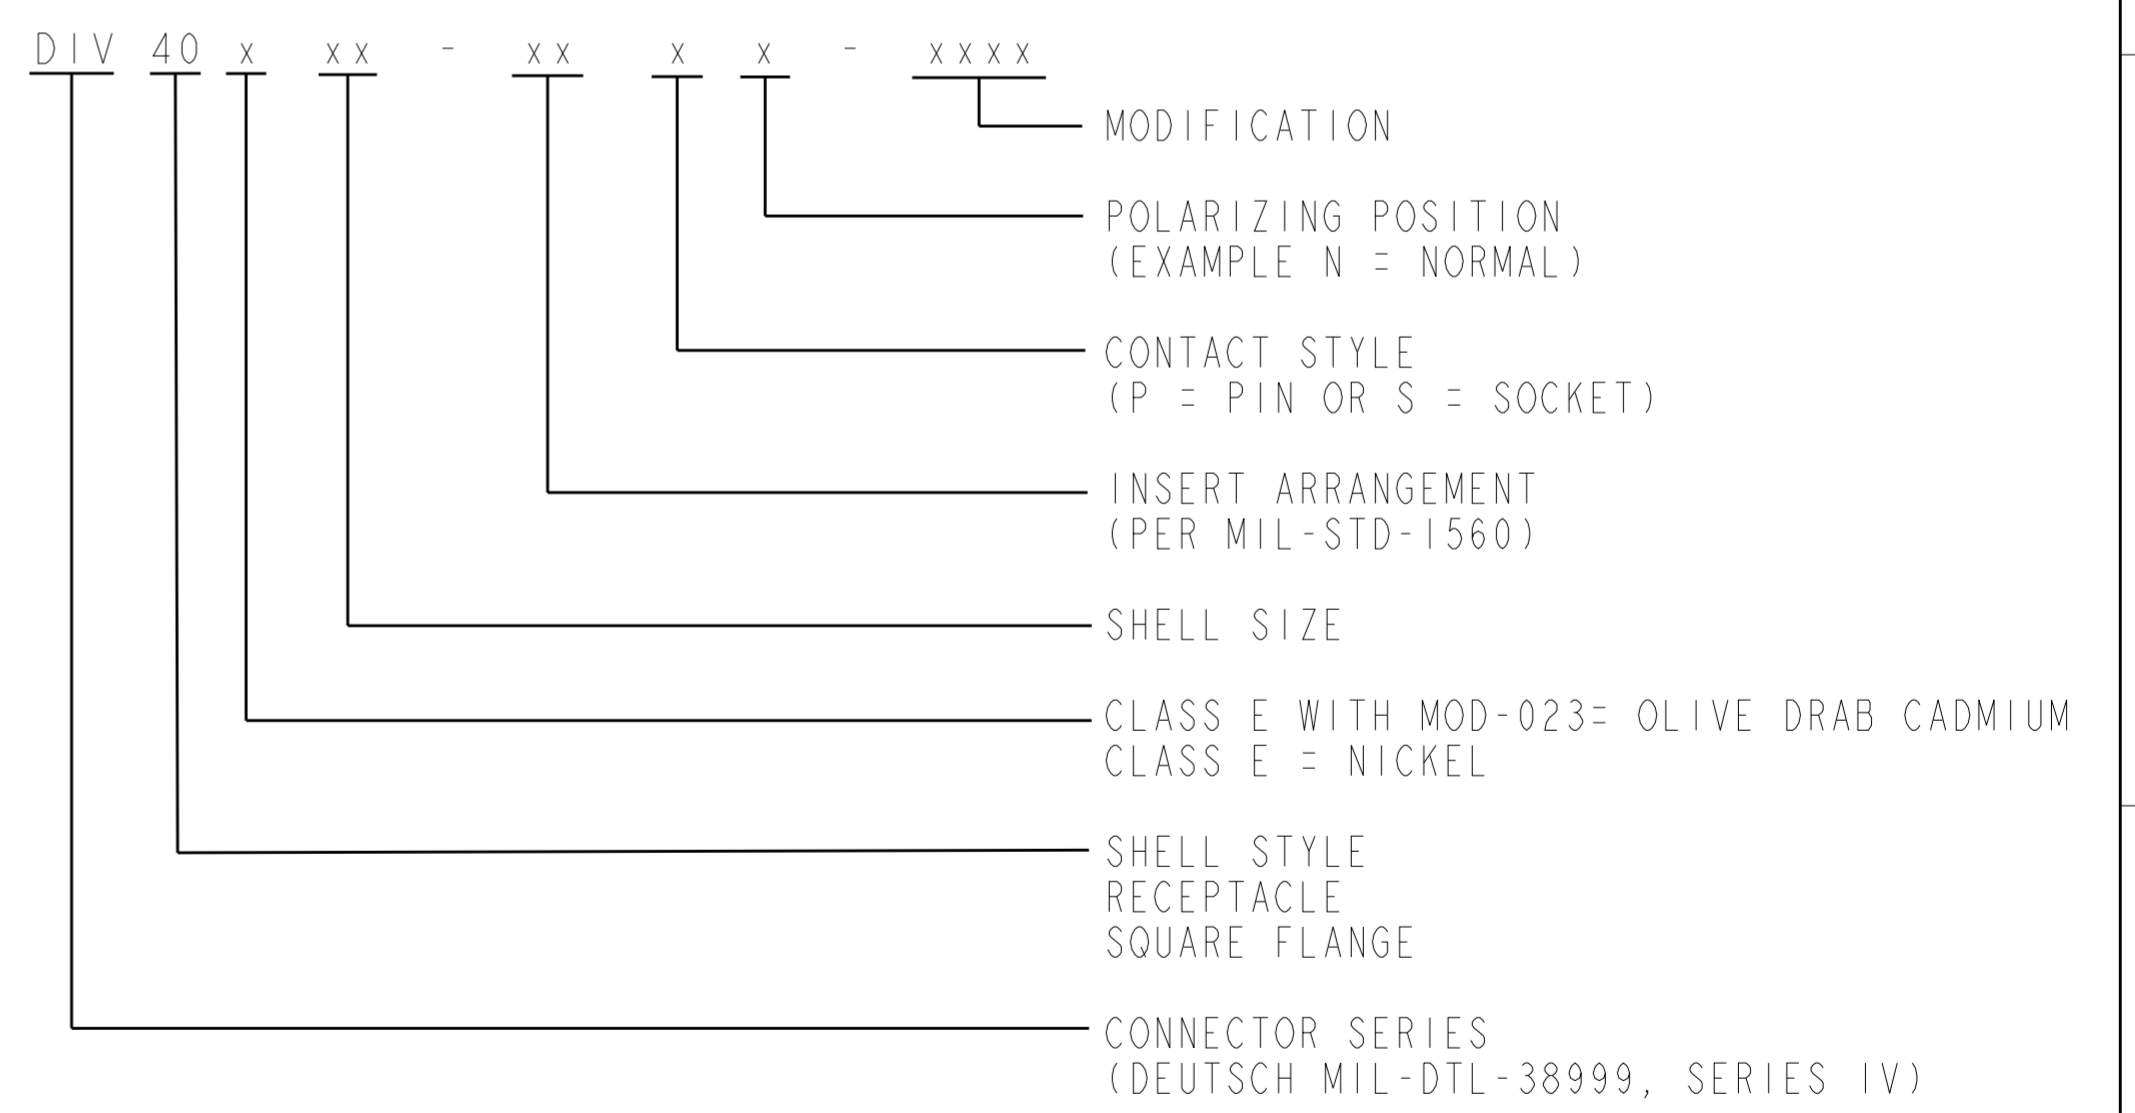 DIV 40 x xx - xx x x - xxxx
MODIFICATION
POLARIZING POSITION
(EXAMPLE N = NORMAL)
CONTACT STYLE
(P = PIN OR S = SOCKET)
INSERT ARRANGEMENT
(PER MIL-STD-1560)
SHELL SIZE
CLASS E WITH MOD-023= OLIVE DRAB CADMIUM
CLASS E = NICKEL
SHELL STYLE
RECEPTACLE
SQUARE FLANGE
CONNECTOR SERIES
(DEUTSCH MIL-DTL-38999, SERIES IV)